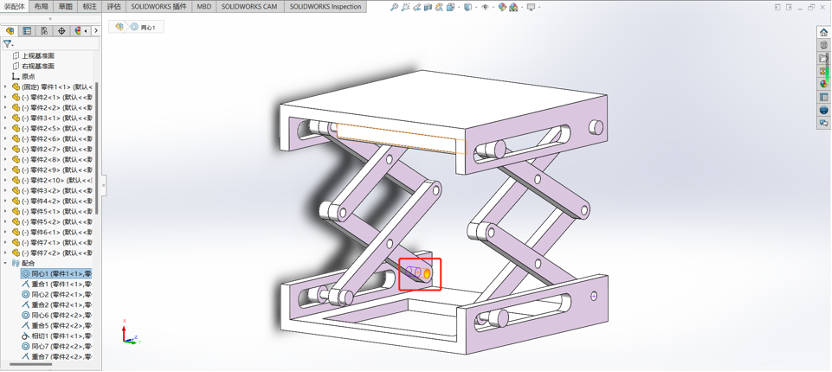 装配体 布局 草图 标注 评估 SOLIDWORKS 插件 MBD SOLIDWORKS CAM SOLIDWORKS Inspection
同心1
上视基准面
右视基准面
原点
(固定) 零件1<1> (默认<<默
(-) 零件2<1> (默认<<默
(-) 零件2<2> (默认<<默
(-) 零件3<1> (默认<<默
(-) 零件2<5> (默认<<默
(-) 零件2<6> (默认<<默
(-) 零件2<7> (默认<<默
(-) 零件2<8> (默认<<默
(-) 零件2<9> (默认<<默
(-) 零件2<10> (默认<<
(-) 零件3<2> (默认<<默
(-) 零件4<2> (默认<<默
(-) 零件5<1> (默认<<默
(-) 零件5<2> (默认<<默
(-) 零件6<1> (默认<<默
(-) 零件7<1> (默认<<默
(-) 零件7<2> (默认<<默
配合
同心1 (零件1<1>,零
重合1 (零件1<1>,零
同心2 (零件1<1>,零
重合2 (零件1<1>,零
同心6 (零件2<2>,零
重合5 (零件2<2>,零
相切1 (零件1<1>,零
同心7 (零件2<2>,零
重合7 (零件2<2>,零